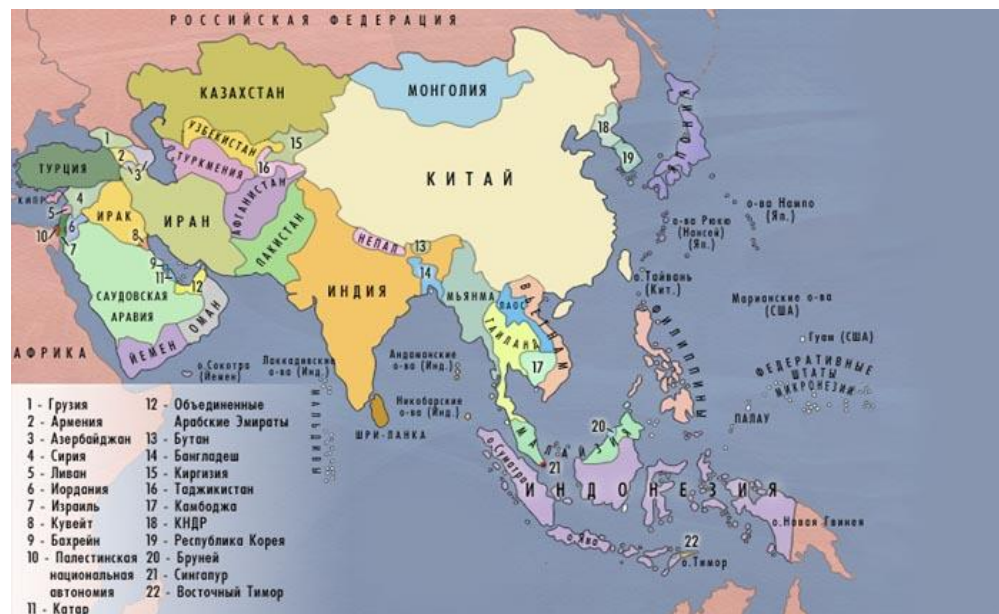 РОССИЙСКАЯ ФЕДЕРАЦИЯ
КАЗАХСТАН
МОНГОЛИЯ
УЗБЕКИСТАН
ТУРКМЕНИЯ
15
16
1
2
3
ТУРЦИЯ
КИПР
4
5
6
7
10
ИРАК
ИРАН
8
АФГАНИСТАН
ПАКИСТАН
КИТАЙ
18
19
ЯПОНИЯ
о-ва Рюкю
(Нансей)
(Яп.)
о-ва Нампо
(Яп.)
9
11
12
САУДОВСКАЯ
АРАВИЯ
ОМАН
ЙЕМЕН
АФРИКА
о.Сокотра
(Йемен)
НЕПАЛ
13
14
ИНДИЯ
МЬЯНМА
ЛАОС
ВЬЕТНАМ
ТАИЛАНД
17
о.Тайвань
(Кит.)
ФИЛИППИНЫ
Марианские о-ва
(США)
Гуам (США)
ФЕДЕРАТИВНЫЕ
ШТАТЫ
МИКРОНЕЗИИ
ПАЛАУ
Лаккадивские
о-ва (Инд.)
Андаманские
о-ва (Инд.)
Никобарские
о-ва (Инд.)
МАЛЬДИВЫ
ШРИ-ЛАНКА
МАЛАЙЗИЯ
20
21
о.Суматра
ИНДОНЕЗИЯ
о.Ява
22
о.Тимор
о.Новая Гвинея
1 - Грузия
2 - Армения
3 - Азербайджан
4 - Сирия
5 - Ливан
6 - Иордания
7 - Израиль
8 - Кувейт
9 - Бахрейн
10 - Палестинская
национальная
автономия
11 - Катар
12 - Объединенные
Арабские Эмираты
13 - Бутан
14 - Бангладеш
15 - Киргизия
16 - Таджикистан
17 - Камбоджа
18 - КНДР
19 - Республика Корея
20 - Бруней
21 - Сингапур
22 - Восточный Тимор